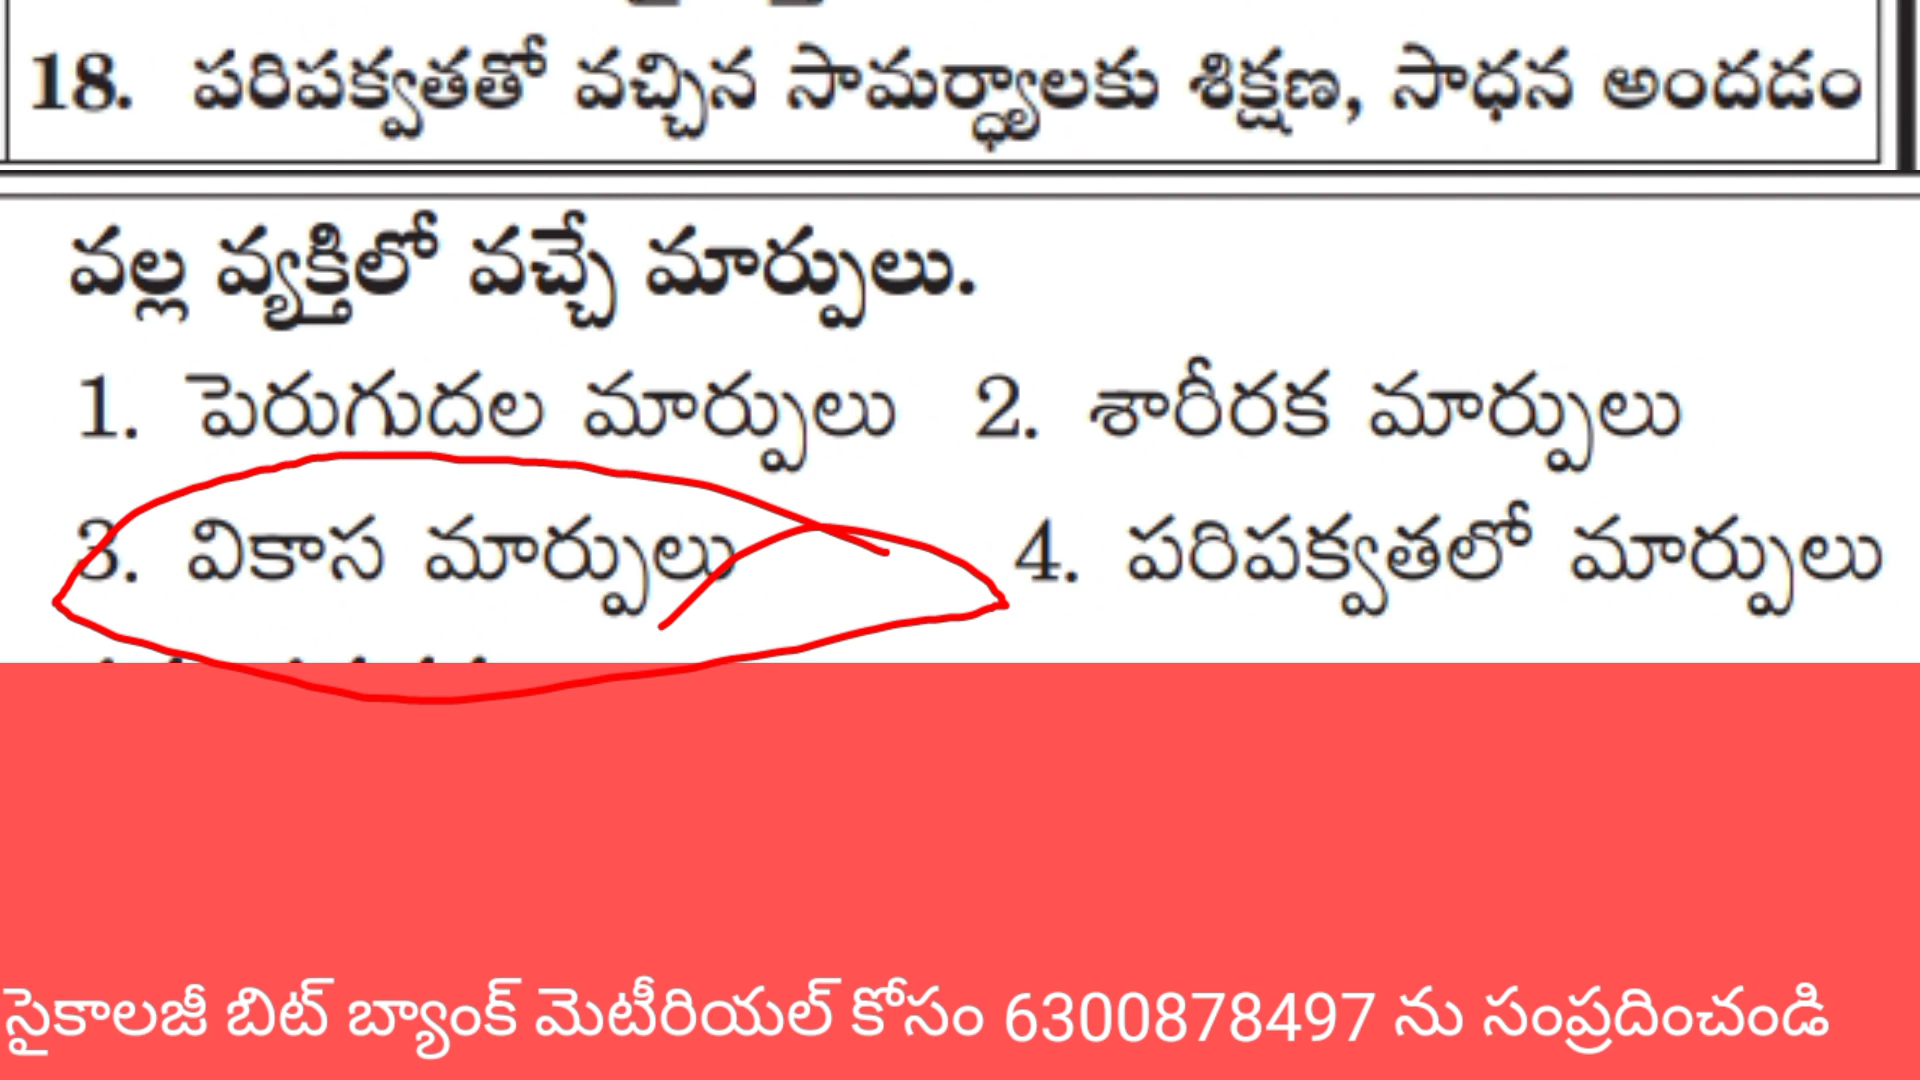 18. పరిపక్వతతో వచ్చిన సామర్ధ్యాలకు శిక్షణ, సాధన అందడం
వల్ల వ్యక్తిలో వచ్చే మార్పులు.
1. పెరుగుదల మార్పులు 2. శారీరక మార్పులు
3. వికాస మార్పులు 4. పరిపక్వతలో మార్పులు
సైకాలజీ బిట్ బ్యాంక్ మెటీరియల్ కోసం 6300878497 ను సంప్రదించండి